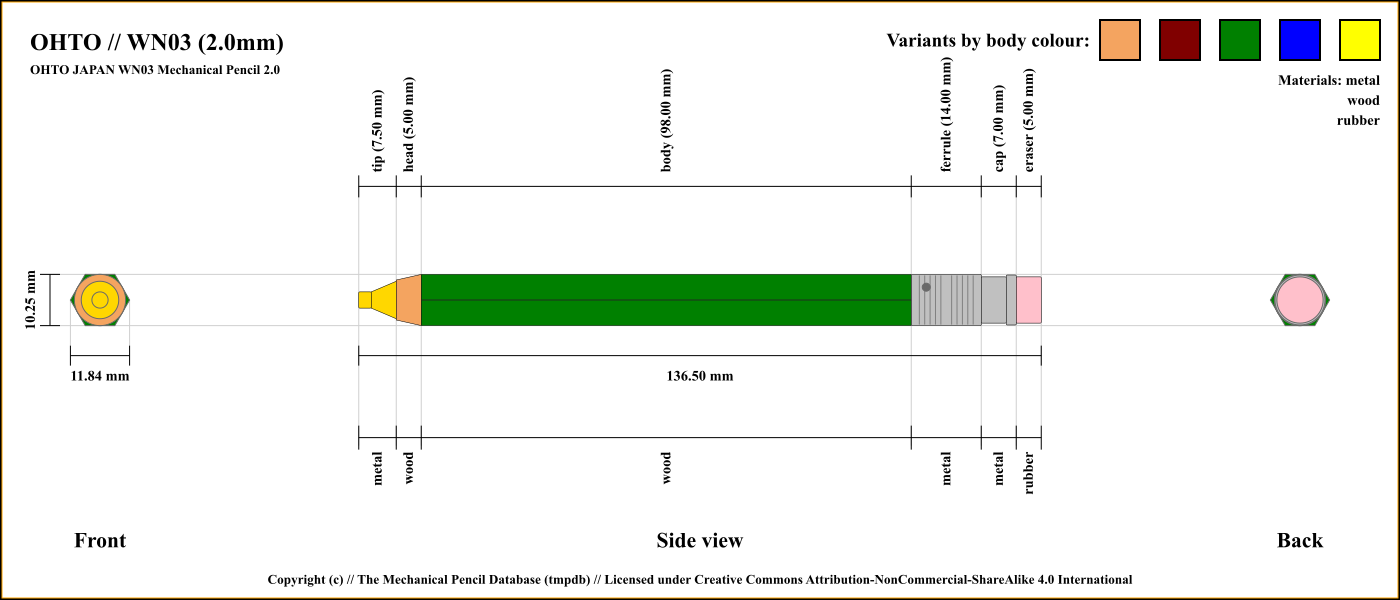 OHTO // WN03 (2.0mm)
OHTO JAPAN WN03 Mechanical Pencil 2.0
Variants by body colour:
Materials: metal
wood
rubber
tip (7.50 mm)
head (5.00 mm)
body (98.00 mm)
ferrule (14.00 mm)
cap (7.00 mm)
eraser (5.00 mm)
10.25 mm
11.84 mm
136.50 mm
metal
wood
wood
metal
metal
rubber
Front
Side view
Back
Copyright (c) // The Mechanical Pencil Database (tmpdb) // Licensed under Creative Commons Attribution-NonCommercial-ShareAlike 4.0 International